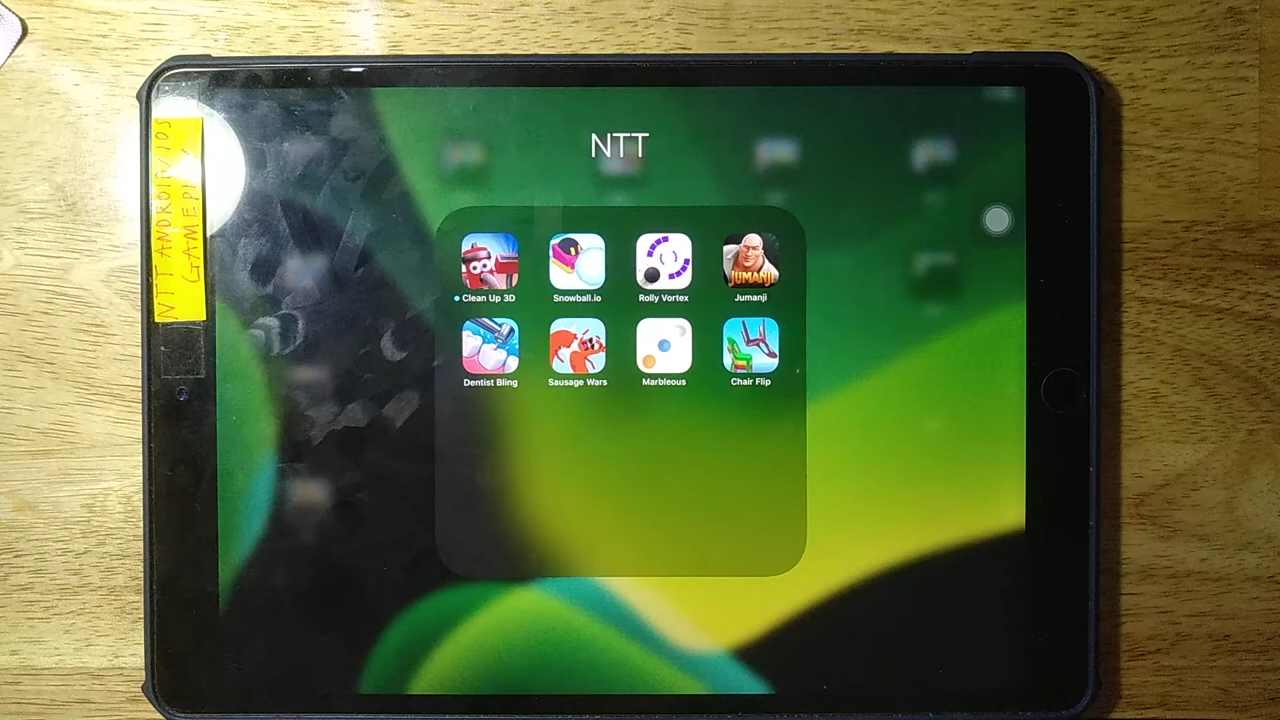 NTT ANDROID/IOS
GAMEPLAY
NTT
Clean Up 3D
Snowball.io
Rolly Vortex
JUMANJI
Jumanji
Dentist Bling
Sausage Wars
Marbleous
Chair Flip